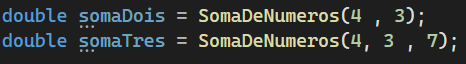 double somaDois = SomaDeNumeros(4 , 3);
double somaTres = SomaDeNumeros(4, 3 , 7);